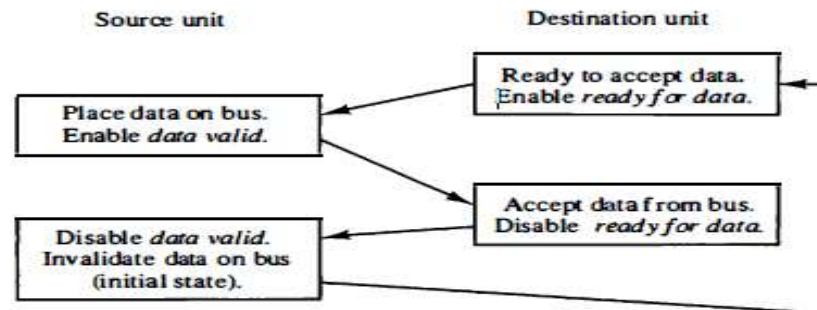 Source unit
Destination unit
Ready to accept data.
Enable ready for data.
Place data on bus.
Enable data valid.
Accept data from bus.
Disable ready for data.
Disable data valid.
Invalidate data on bus
(initial state).